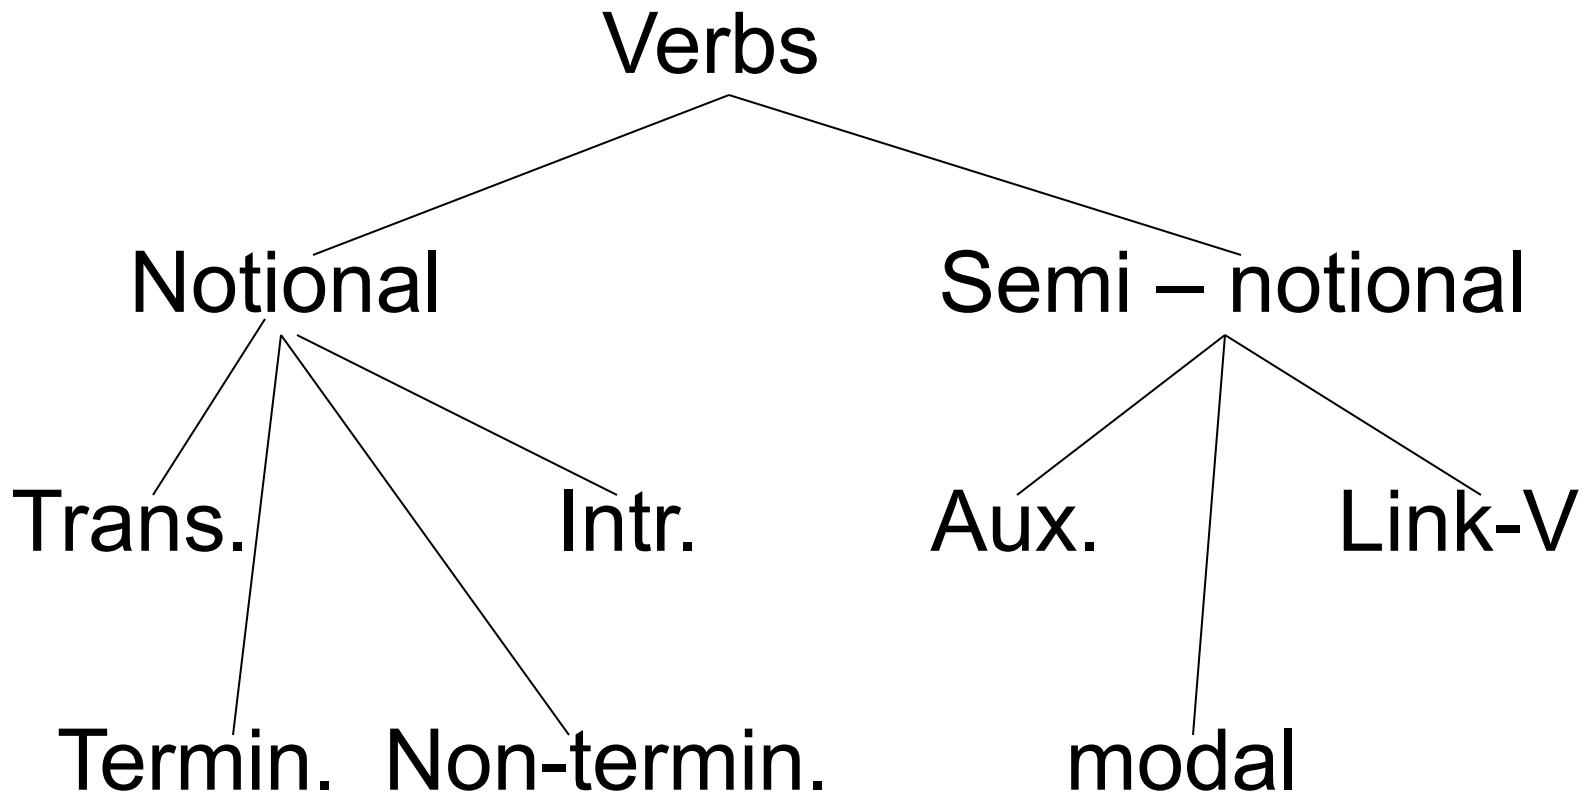 Verbs
Notional Semi – notional
Trans. Intr. Aux. Link-V
Termin. Non-termin. modal